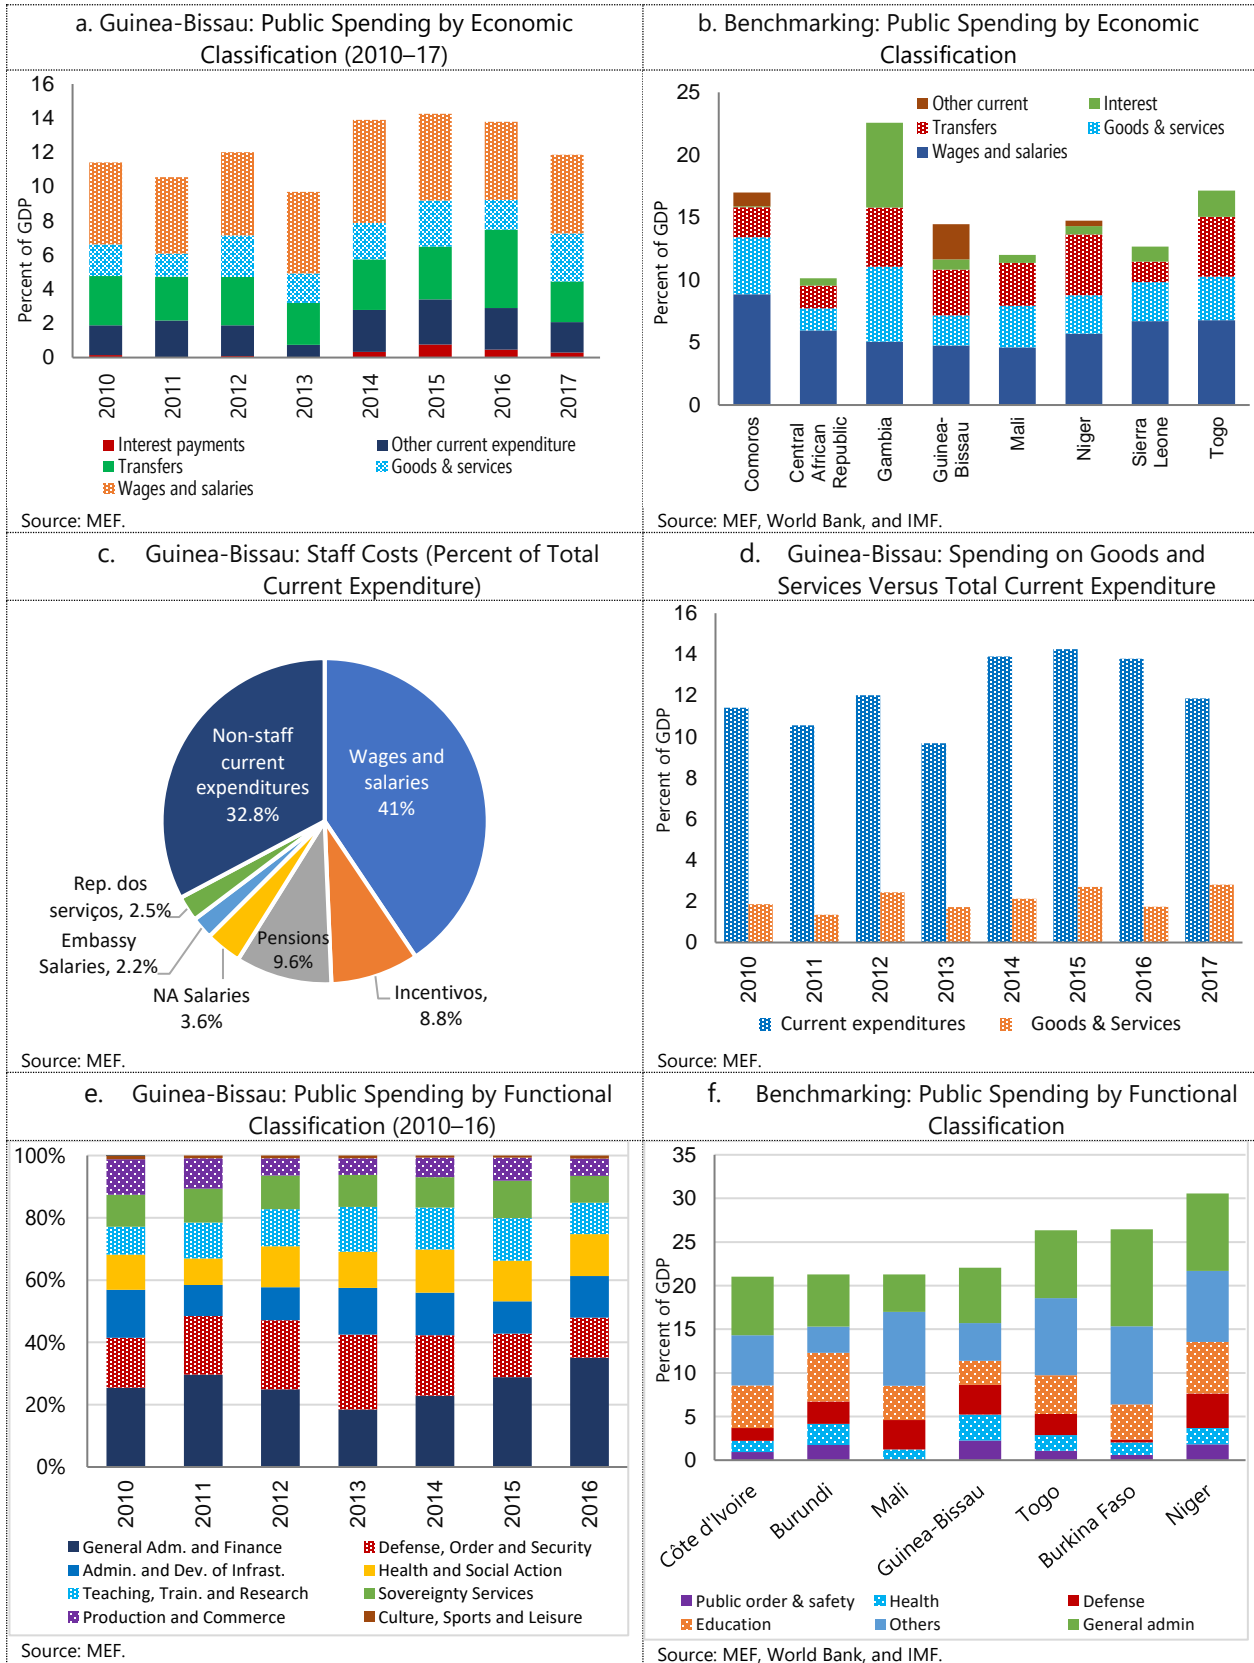 a. Guinea-Bissau: Public Spending by Economic
Classification (2010–17)
16
14
12
10
8
6
4
2
0
Percent of GDP
2010
2011
2012
2013
2014
2015
2016
2017
Interest payments
Other current expenditure
Transfers
Goods & services
Wages and salaries
Source: MEF.
b. Benchmarking: Public Spending by Economic
Classification
25
20
15
10
5
0
Percent of GDP
Other current
Interest
Transfers
Goods & services
Wages and salaries
Comoros
Central
African
Republic
Gambia
Guinea-
Bissau
Mali
Niger
Sierra
Leone
Togo
Source: MEF, World Bank, and IMF.
c. Guinea-Bissau: Staff Costs (Percent of Total
Current Expenditure)
Non-staff
current
expenditures
32.8%
Wages and
salaries
41%
Rep. dos
serviços, 2.5%
Embassy
Salaries, 2.2%
NA Salaries
3.6%
Pensions
9.6%
Incentivos,
8.8%
Source: MEF.
d. Guinea-Bissau: Spending on Goods and
Services Versus Total Current Expenditure
16
14
12
10
8
6
4
2
0
Percent of GDP
2010
2011
2012
2013
2014
2015
2016
2017
Current expenditures
Goods & Services
Source: MEF.
e. Guinea-Bissau: Public Spending by Functional
Classification (2010–16)
100%
80%
60%
40%
20%
0%
2010
2011
2012
2013
2014
2015
2016
General Adm. and Finance
Defense, Order and Security
Admin. and Dev. of Infrast.
Health and Social Action
Teaching, Train. and Research
Sovereignty Services
Production and Commerce
Culture, Sports and Leisure
Source: MEF.
f. Benchmarking: Public Spending by Functional
Classification
35
30
25
20
15
10
5
0
Percent of GDP
Côte d'Ivoire
Burundi
Mali
Guinea-Bissau
Togo
Burkina Faso
Niger
Public order & safety
Health
Defense
Education
Others
General admin
Source: MEF, World Bank, and IMF.